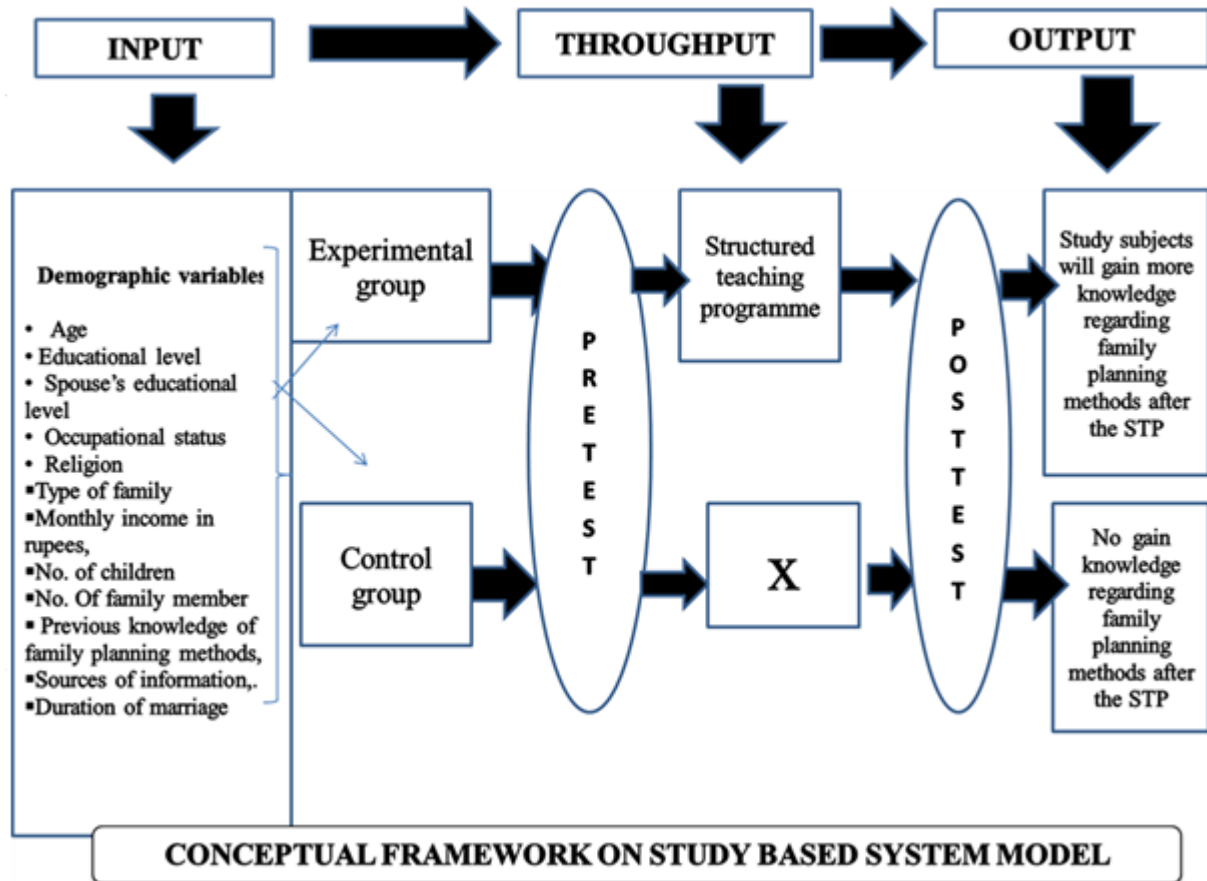 INPUT
THROUGHPUT
OUTPUT
Demographic variables
• Age
• Educational level
• Spouse's educational
level
• Occupational status
• Religion
▪Type of family
▪Monthly income in
rupees,
▪No. of children
▪No. Of family member
▪ Previous knowledge of
family planning methods,
▪Sources of information,.
▪Duration of marriage
Experimental
group
Control
group
PRETEST
Structured
teaching
programme
X
POSTTEST
Study subjects
will gain more
knowledge
regarding
family
planning
methods after
the STP
No gain
knowledge
regarding
family
planning
methods after
the STP
CONCEPTUAL FRAMEWORK ON STUDY BASED SYSTEM MODEL